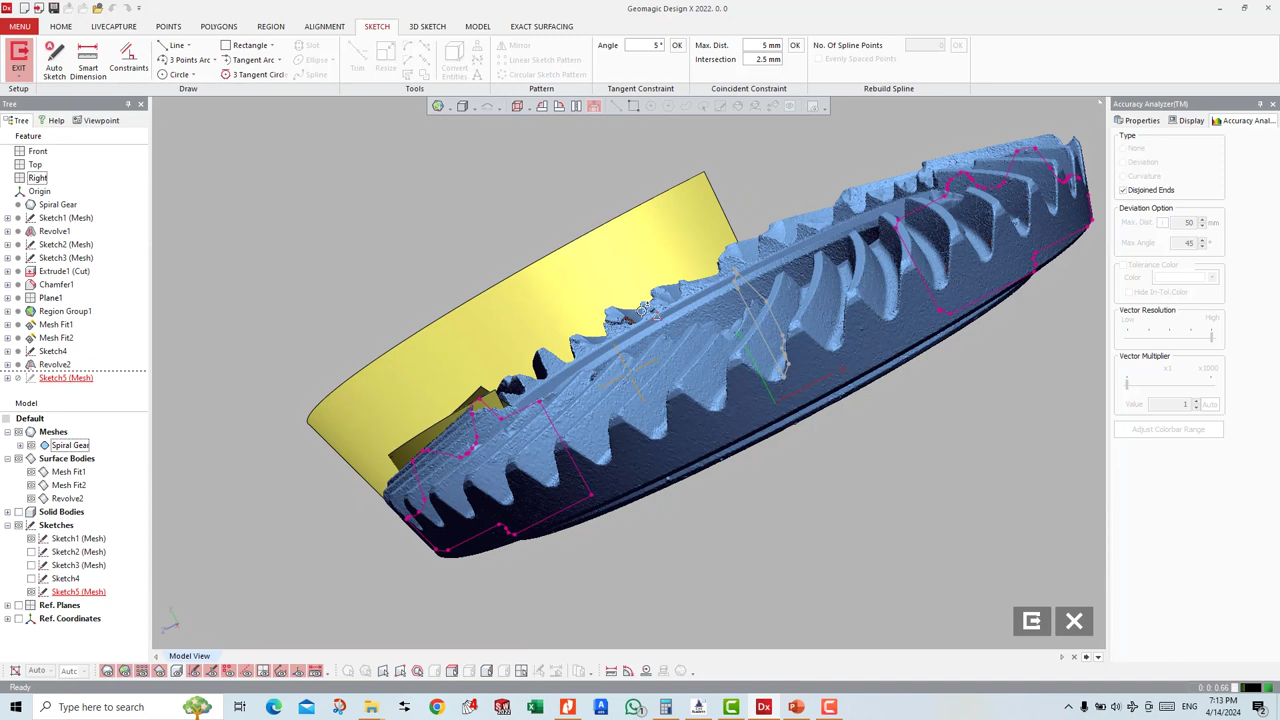 Geomagic Design X 2022. 0. 0
MENU HOME LIVECAPTURE POINTS POLYGONS REGION ALIGNMENT SKETCH 3D SKETCH MODEL EXACT SURFACING
EXIT
Auto Sketch
Smart Dimension
Constraints
Setup
Line
3 Points Arc
Circle
Rectangle
Tangent Arc
3 Tangent Circle
Slot
Ellipse
Spline
Draw
Trim
Resize
Convert Entities
Tools
Mirror
Linear Sketch Pattern
Circular Sketch Pattern
Pattern
Angle 5 ° OK
Tangent Constraint
Max. Dist. 5 mm OK
Intersection 2.5 mm
Coincident Constraint
No. Of Spline Points 0 OK
Evenly Spaced Points
Rebuild Spline
Tree
Tree Help Viewpoint
Feature
Front
Top
Right
Origin
Spiral Gear
Sketch1 (Mesh)
Revolve1
Sketch2 (Mesh)
Sketch3 (Mesh)
Extrude1 (Cut)
Chamfer1
Plane1
Region Group1
Mesh Fit1
Mesh Fit2
Sketch4
Revolve2
Sketch5 (Mesh)
Model
Default
Meshes
Spiral Gear
Surface Bodies
Mesh Fit1
Mesh Fit2
Revolve2
Solid Bodies
Sketches
Sketch1 (Mesh)
Sketch2 (Mesh)
Sketch3 (Mesh)
Sketch4
Sketch5 (Mesh)
Ref. Planes
Ref. Coordinates
Accuracy Analyzer(TM)
Properties Display Accuracy Anal...
Type
None
Deviation
Curvature
Disjoined Ends
Deviation Option
Max. Dist. 50 mm
Max Angle 45 °
Tolerance Color
Color
Hide In-Tol.Color
Vector Resolution
Low High
Vector Multiplier
x1 x1000
Value 1 Auto
Adjust Colorbar Range
Model View
Auto
Ready
0: 0: 0.66
Type here to search
Dx
ENG
7:13 PM
4/14/2024